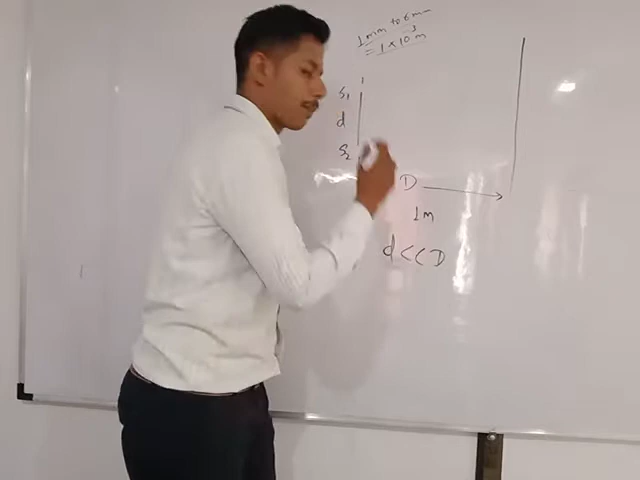 1mm to 6mm
= 1 x 10⁻³ m
S₁
d
S₂
D
1m
d << D